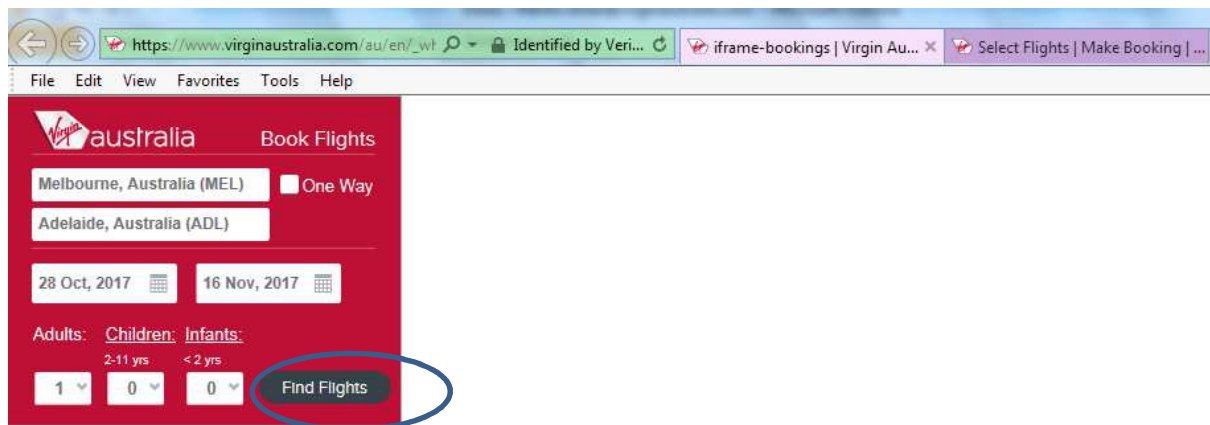 https://www.virginaustralia.com/au/en/_wh Identified by Veri... iframe-bookings | Virgin Au... Select Flights | Make Booking | ...
File Edit View Favorites Tools Help
Virgin australia Book Flights
Melbourne, Australia (MEL) One Way
Adelaide, Australia (ADL)
28 Oct, 2017 16 Nov, 2017
Adults: Children: Infants:
2-11 yrs < 2 yrs
1 0 0 Find Flights